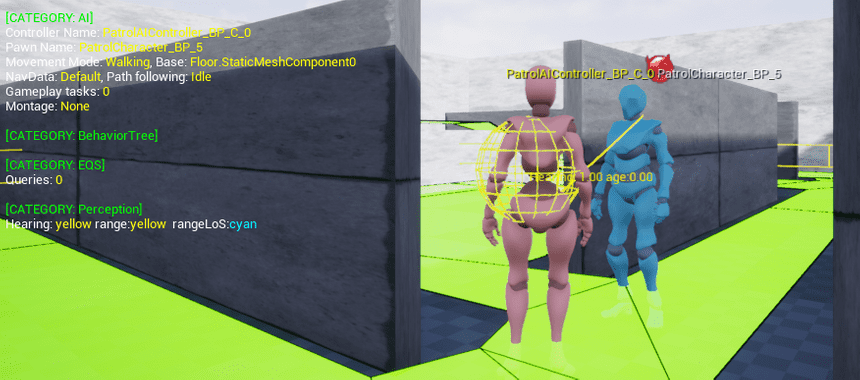 [CATEGORY: AI]
Controller Name: PatrolAIController_BP_C_0
Pawn Name: PatrolCharacter_BP_5
Movement Mode: Walking, Base: Floor.StaticMeshComponent0
NavData: Default, Path following: Idle
Gameplay tasks: 0
Montage: None
[CATEGORY: BehaviorTree]
[CATEGORY: EQS]
Queries: 0
[CATEGORY: Perception]
Hearing: yellow range:yellow rangeLoS:cyan
PatrolAIController_BP_C_0 PatrolCharacter_BP_5
Hearing: 1.00 age:0.00